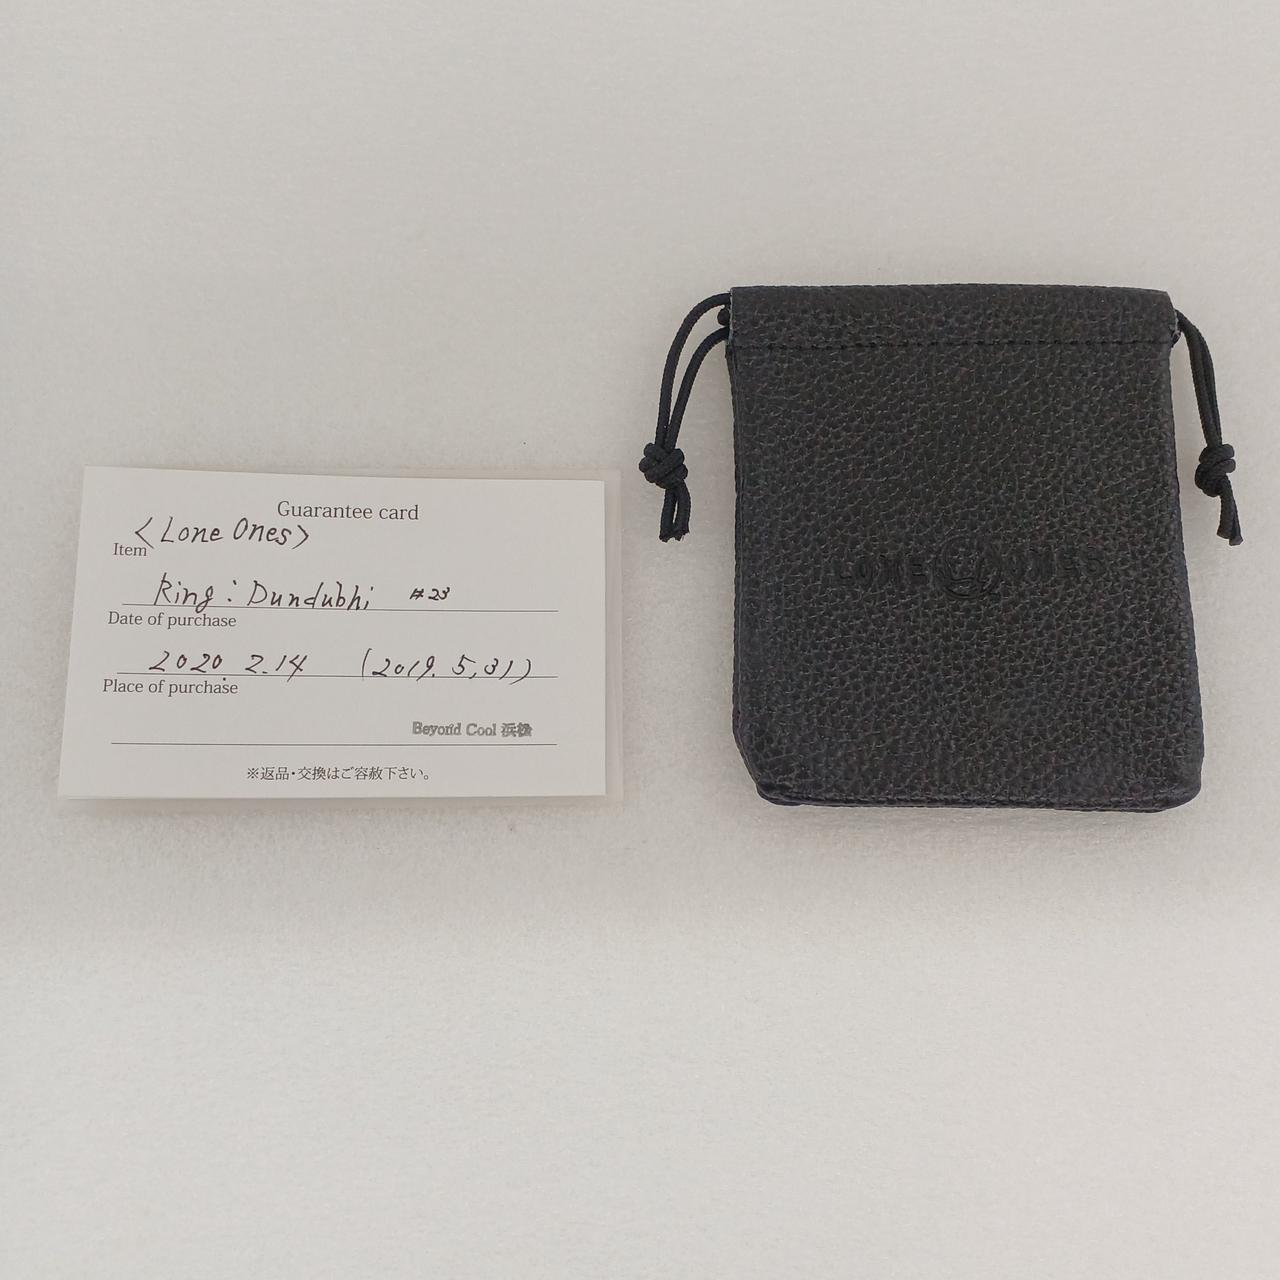 Guarantee card
<Lone Ones>
Item
Ring : Dundubhi #23
Date of purchase
2020. 2.14 (2019. 5.31)
Place of purchase
Beyond Cool 浜松
※返品・交換はご容赦下さい。
LONE ONES